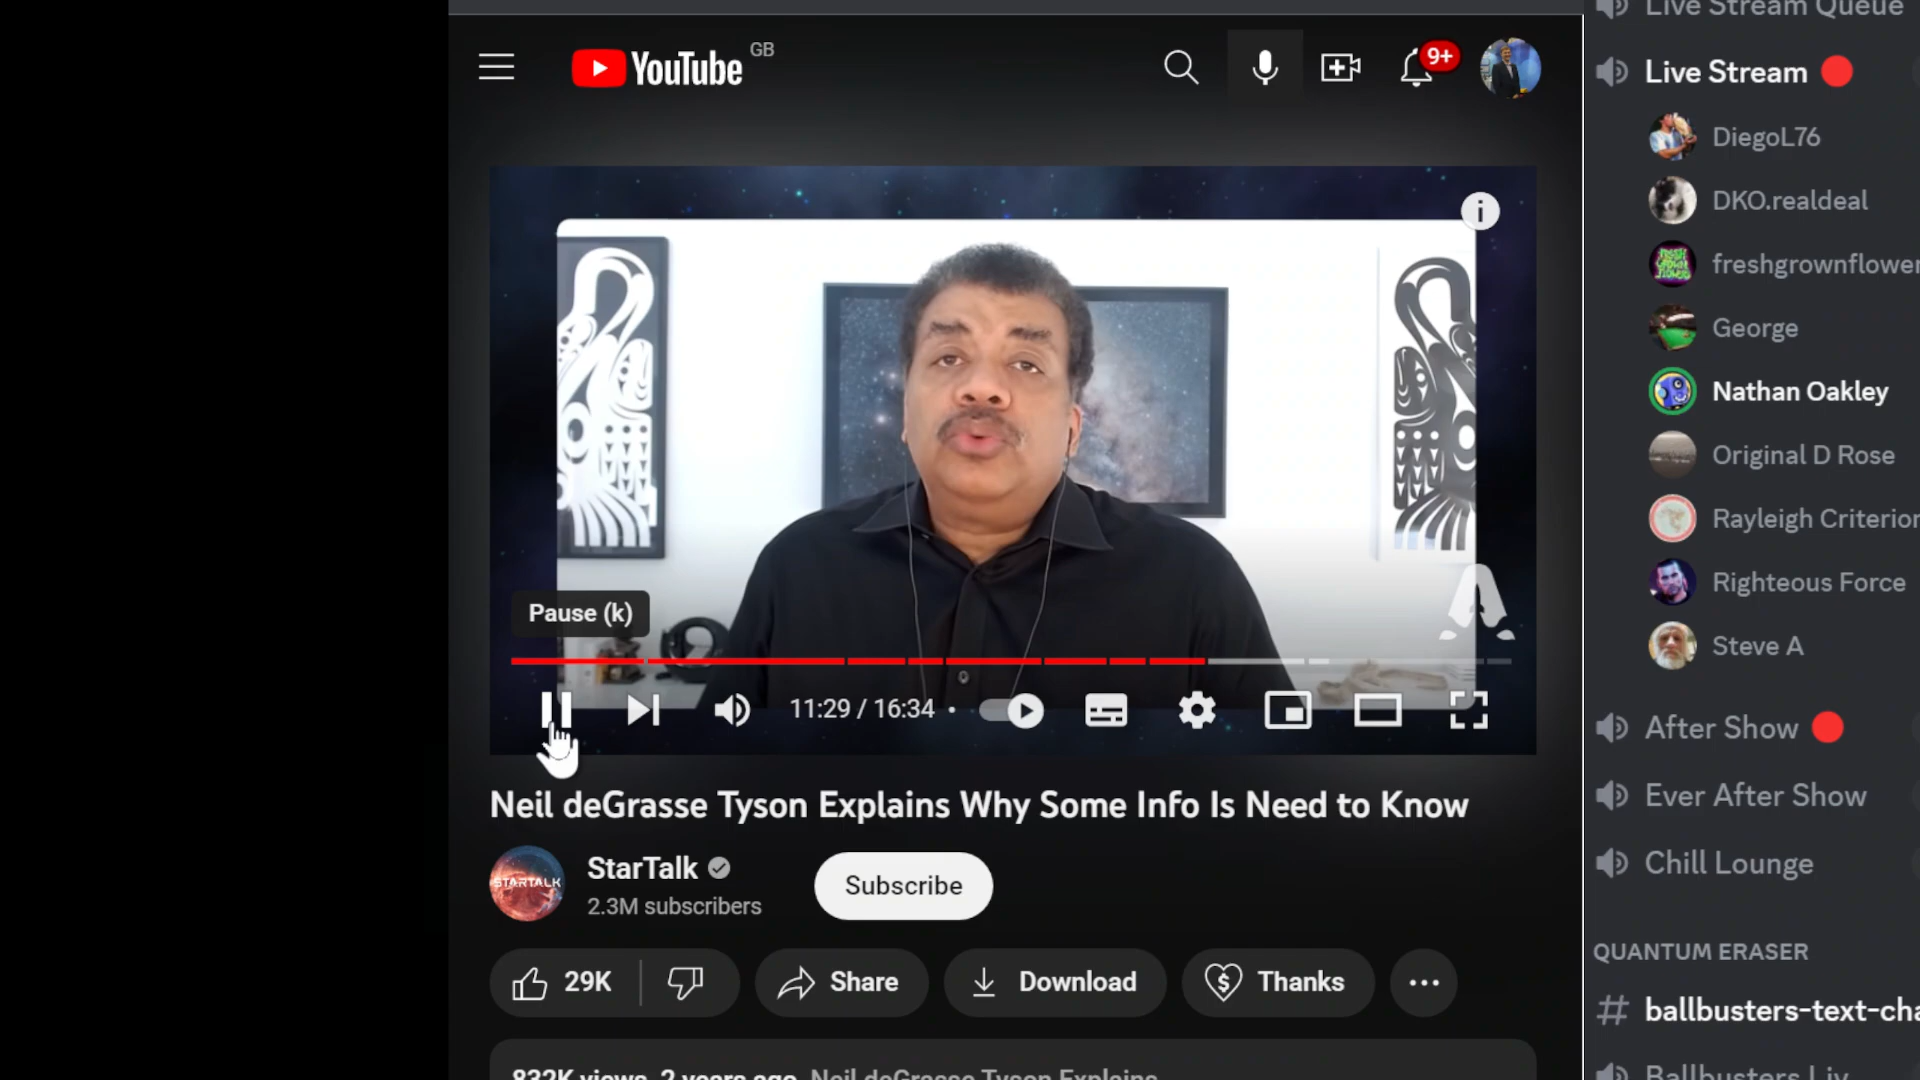 YouTube GB
9+
Pause (k)
11:29 / 16:34
Neil deGrasse Tyson Explains Why Some Info Is Need to Know
STARTALK
StarTalk
2.3M subscribers
Subscribe
29K
Share
Download
Thanks
832K views 2 years ago Neil deGrasse Tyson Explains
Live Stream Queue
Live Stream
DiegoL76
DKO.realdeal
freshgrownflower
George
Nathan Oakley
Original D Rose
Rayleigh Criterion
Righteous Force
Steve A
After Show
Ever After Show
Chill Lounge
QUANTUM ERASER
ballbusters-text-cha
Ballbusters Liv